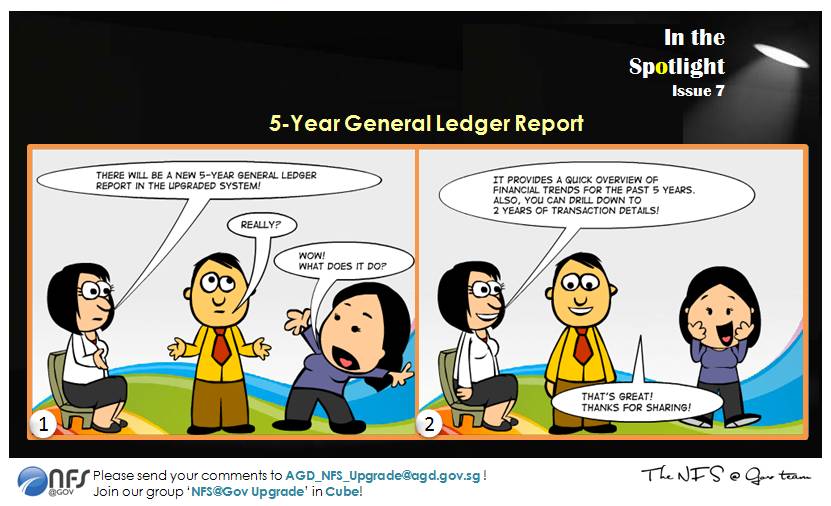 In the
Spotlight
Issue 7
5-Year General Ledger Report
THERE WILL BE A NEW 5-YEAR GENERAL LEDGER
REPORT IN THE UPGRADED SYSTEM!
REALLY?
WOW!
WHAT DOES IT DO?
1
IT PROVIDES A QUICK OVERVIEW OF
FINANCIAL TRENDS FOR THE PAST 5 YEARS.
ALSO, YOU CAN DRILL DOWN TO
2 YEARS OF TRANSACTION DETAILS!
THAT'S GREAT!
THANKS FOR SHARING!
2
nfs
@GOV
Please send your comments to AGD_NFS_Upgrade@agd.gov.sg !
Join our group 'NFS@Gov Upgrade' in Cube!
The NFS @ Gov team